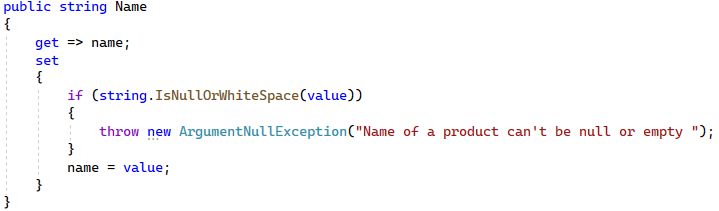 public string Name
{
    get => name;
    set
    {
        if (string.IsNullOrWhiteSpace(value))
        {
            throw new ArgumentNullException("Name of a product can't be null or empty ");
        }
        name = value;
    }
}